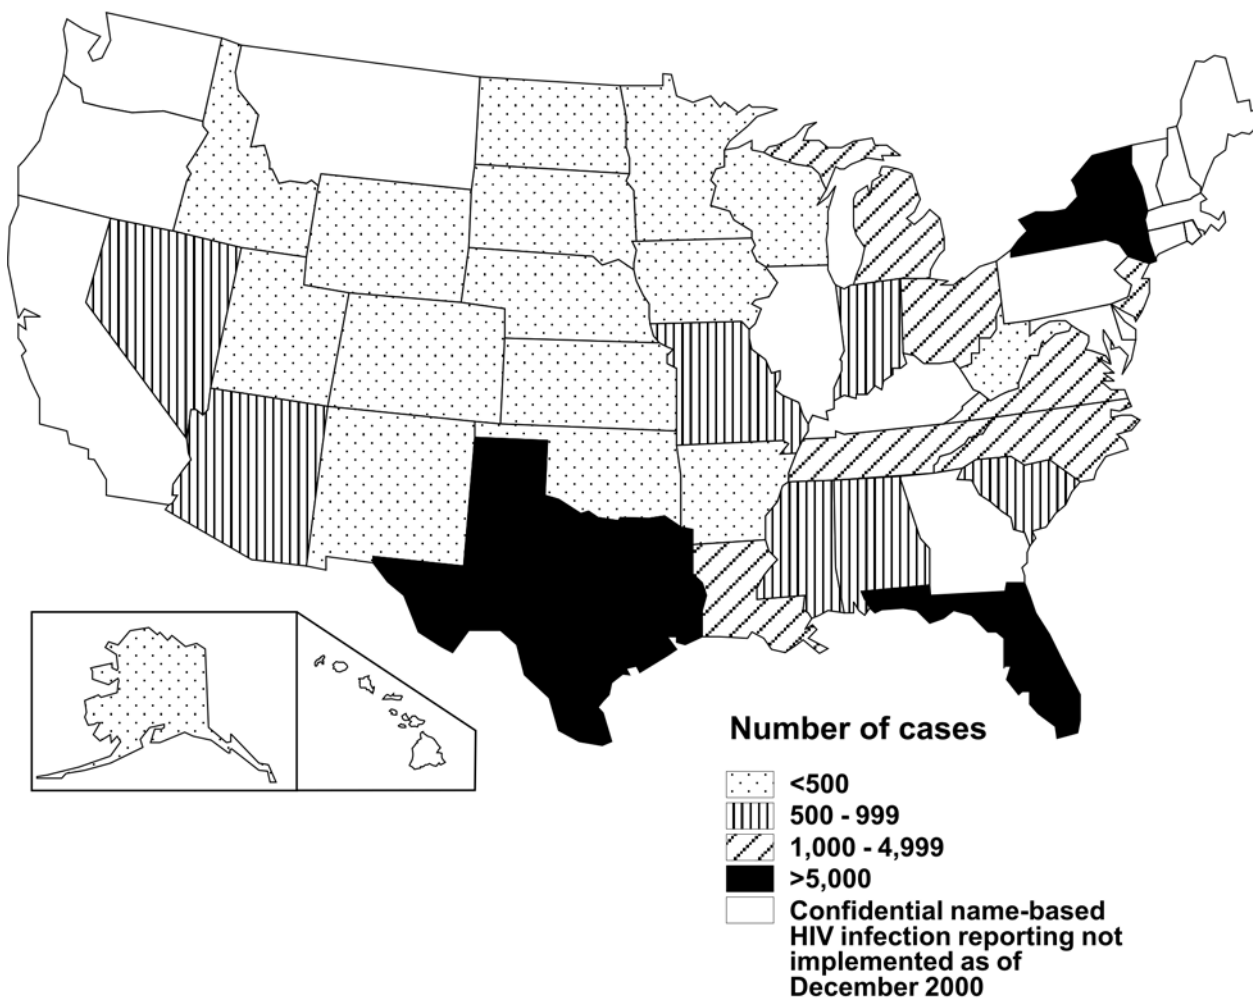 Number of cases
<500
500 - 999
1,000 - 4,999
>5,000
Confidential name-based
HIV infection reporting not
implemented as of
December 2000